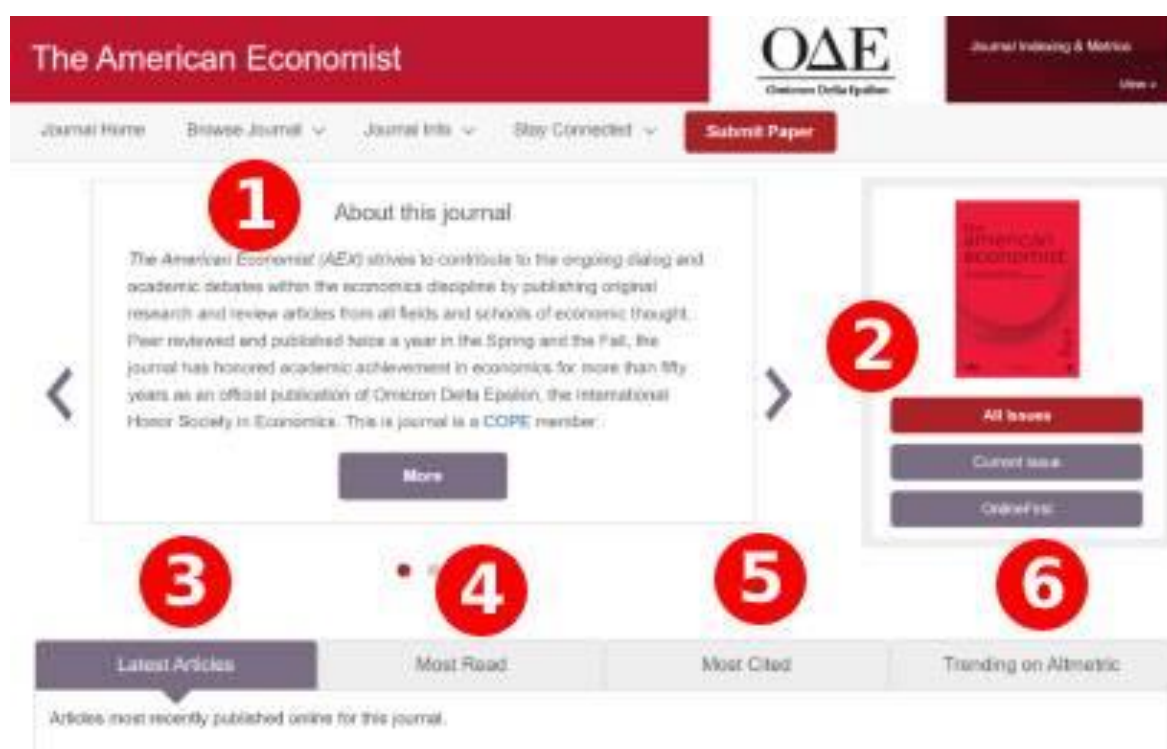 The American Economist
ΟΔΕ
Omicron Delta Epsilon
Journal Indexing & Metrics
View »
Journal Home Browse Journal Journal Info Stay Connected Submit Paper
1
About this journal
The American Economist (AEX) strives to contribute to the ongoing dialog and
academic debates within the economics discipline by publishing original
research and review articles from all fields and schools of economic thought.
Peer reviewed and published twice a year in the Spring and the Fall, the
journal has honored academic achievement in economics for more than fifty
years as an official publication of Omicron Delta Epsilon, the International
Honor Society in Economics. This is journal is a COPE member.
More
The
american
economist
2
All Issues
Current Issue
OnlineFirst
3
4
5
6
Latest Articles Most Read Most Cited Trending on Altmetric
Articles most recently published online for this journal.